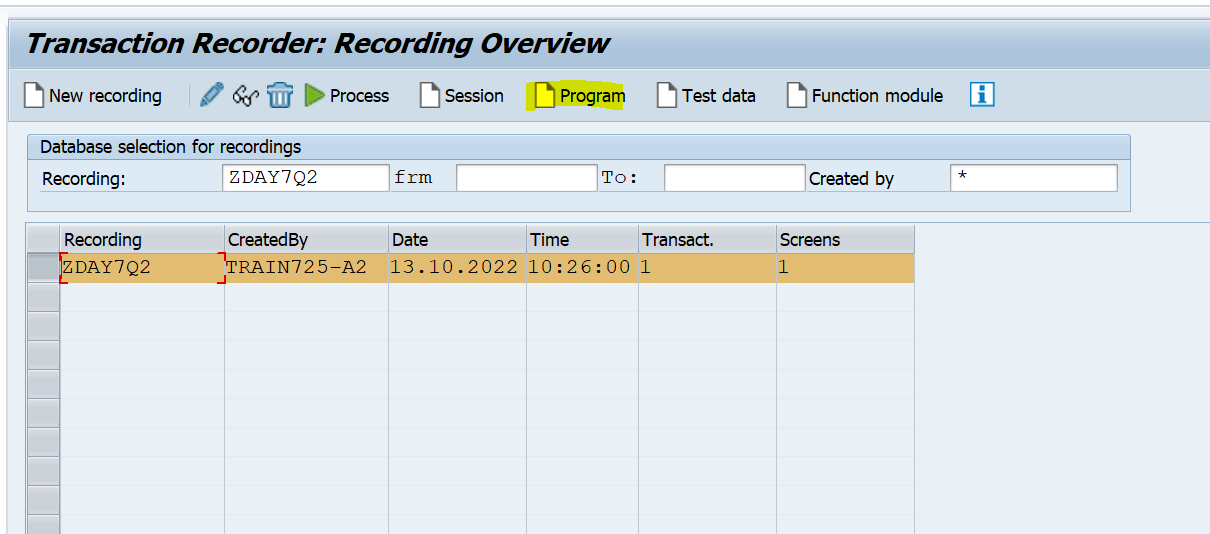 Transaction Recorder: Recording Overview
New recording Process Session Program Test data Function module
Database selection for recordings
Recording: ZDAY7Q2 frm To: Created by *
Recording CreatedBy Date Time Transact. Screens
ZDAY7Q2 TRAIN725-A2 13.10.2022 10:26:00 1 1